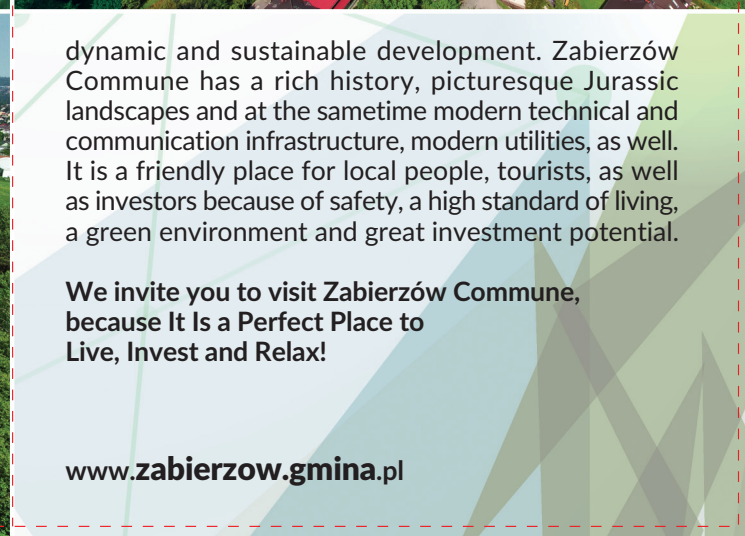 dynamic and sustainable development. Zabierzów
Commune has a rich history, picturesque Jurassic
landscapes and at the sametime modern technical and
communication infrastructure, modern utilities, as well.
It is a friendly place for local people, tourists, as well
as investors because of safety, a high standard of living,
a green environment and great investment potential.
We invite you to visit Zabierzów Commune,
because It Is a Perfect Place to
Live, Invest and Relax!
www.zabierzow.gmina.pl